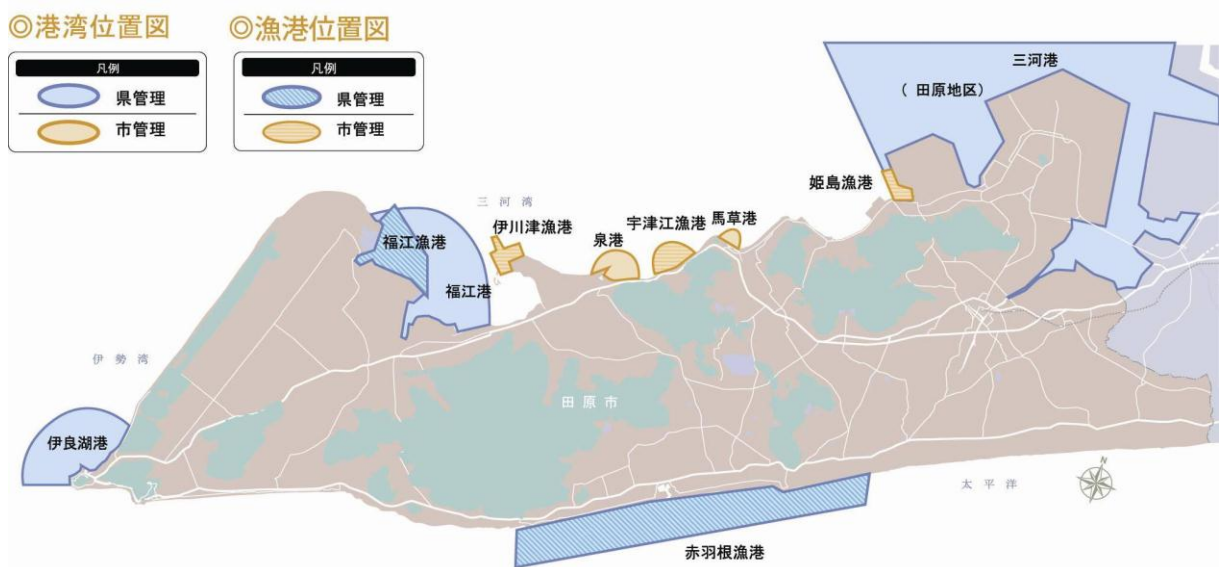 ◎港湾位置図
凡例
県管理
市管理
◎漁港位置図
凡例
県管理
市管理
三河港
（田原地区）
姫島漁港
三河湾
伊川津漁港
泉港
宇津江漁港
馬草港
福江漁港
福江港
伊勢湾
田原市
伊良湖港
太平洋
N
赤羽根漁港